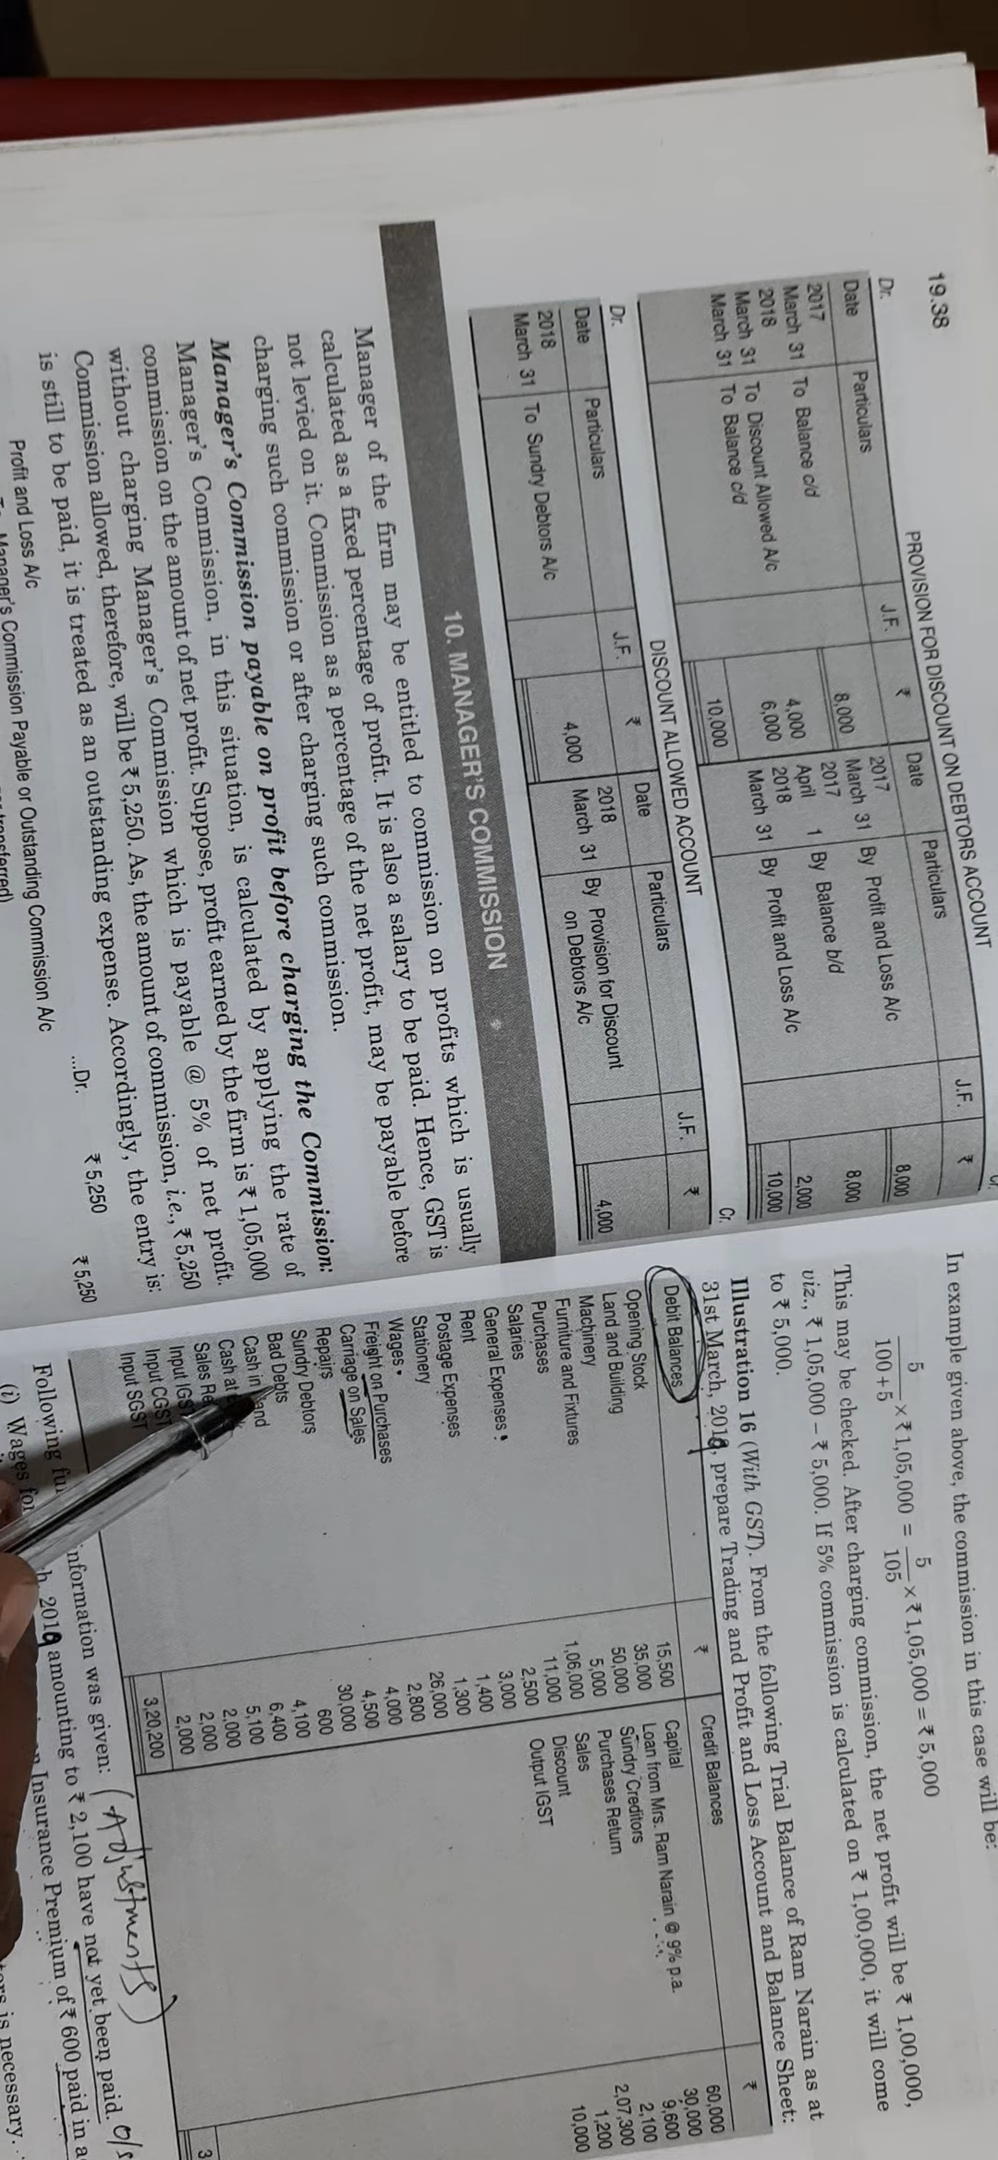 19.38
PROVISION FOR DISCOUNT ON DEBTORS ACCOUNT
Dr. Cr.
Date Particulars J.F. ₹ Date Particulars J.F. ₹
2017 2017
March 31 To Balance c/d 8,000 March 31 By Profit and Loss A/c 8,000
2018 2017
March 31 To Discount Allowed A/c 4,000 April 1 By Balance b/d 8,000
March 31 To Balance c/d 6,000 2018
March 31 By Profit and Loss A/c 2,000
10,000 10,000
DISCOUNT ALLOWED ACCOUNT
Dr. Cr.
Date Particulars J.F. ₹ Date Particulars J.F. ₹
2018 2018
March 31 To Sundry Debtors A/c 4,000 March 31 By Provision for Discount
on Debtors A/c 4,000
10. MANAGER'S COMMISSION
Manager of the firm may be entitled to commission on profits which is usually
calculated as a fixed percentage of profit. It is also a salary to be paid. Hence, GST is
not levied on it. Commission as a percentage of the net profit, may be payable before
charging such commission or after charging such commission.
Manager's Commission payable on profit before charging the Commission:
Manager's Commission, in this situation, is calculated by applying the rate of
commission on the amount of net profit. Suppose, profit earned by the firm is ₹ 1,05,000
without charging Manager's Commission which is payable @ 5% of net profit.
Commission allowed, therefore, will be ₹ 5,250. As, the amount of commission, i.e., ₹ 5,250
is still to be paid, it is treated as an outstanding expense. Accordingly, the entry is:
Profit and Loss A/c ...Dr. ₹ 5,250
Manager's Commission Payable or Outstanding Commission A/c ₹ 5,250
In example given above, the commission in this case will be:
5/100 + 5 × ₹ 1,05,000 = 5/105 × ₹ 1,05,000 = ₹ 5,000
This may be checked. After charging commission, the net profit will be ₹ 1,00,000,
viz., ₹ 1,05,000 – ₹ 5,000. If 5% commission is calculated on ₹ 1,00,000, it will come
to ₹ 5,000.
Illustration 16 (With GST). From the following Trial Balance of Ram Narain as at
31st March, 2019, prepare Trading and Profit and Loss Account and Balance Sheet:
Debit Balances ₹ Credit Balances ₹
Opening Stock 15,500 Capital 60,000
Land and Building 35,000 Loan from Mrs. Ram Narain @ 9% p.a. 30,000
Machinery 50,000 Sundry Creditors 9,600
Furniture and Fixtures 5,000 Purchases Return 2,100
Purchases 1,06,000 Sales 2,07,300
Salaries 11,000 Discount 1,200
General Expenses 2,500 Output IGST 10,000
Rent 3,000
Postage Expenses 1,400
Stationery 1,300
Wages 26,000
Freight on Purchases 2,800
Carriage on Sales 4,000
Repairs 4,500
Sundry Debtors 30,000
Bad Debts 600
Cash in Hand 4,100
Cash at 6,400
Sales Re 5,100
Input IGST 2,000
Input CGST 2,000
Input SGST 2,000
3,20,200 3
Following information was given: (Adjustments)
(i) Wages for 2019 amounting to ₹ 2,100 have not yet been paid. o/s
Insurance Premium of ₹ 600 paid in
is necessary.